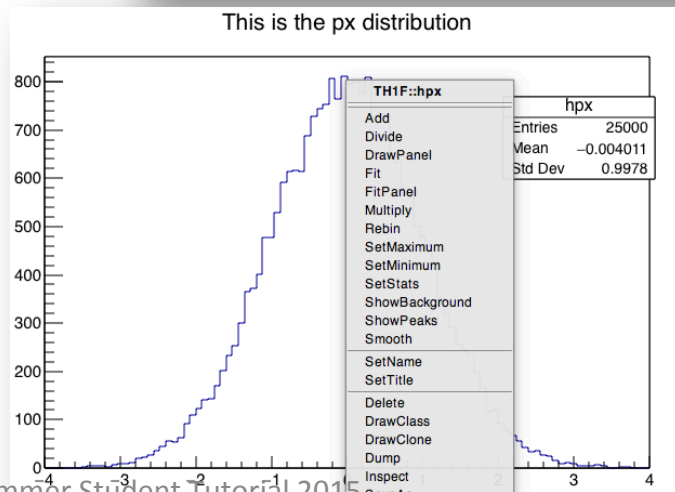 This is the px distribution
800
700
600
500
400
300
200
100
0
TH1F::hpx
Add
Divide
DrawPanel
Fit
FitPanel
Multiply
Rebin
SetMaximum
SetMinimum
SetStats
ShowBackground
ShowPeaks
Smooth
SetName
SetTitle
Delete
DrawClass
DrawClone
Dump
Inspect
hpx
Entries 25000
Mean −0.004011
Std Dev 0.9978
−4 −3 −2 −1 1 2 3 4
Student Tutorial 2015